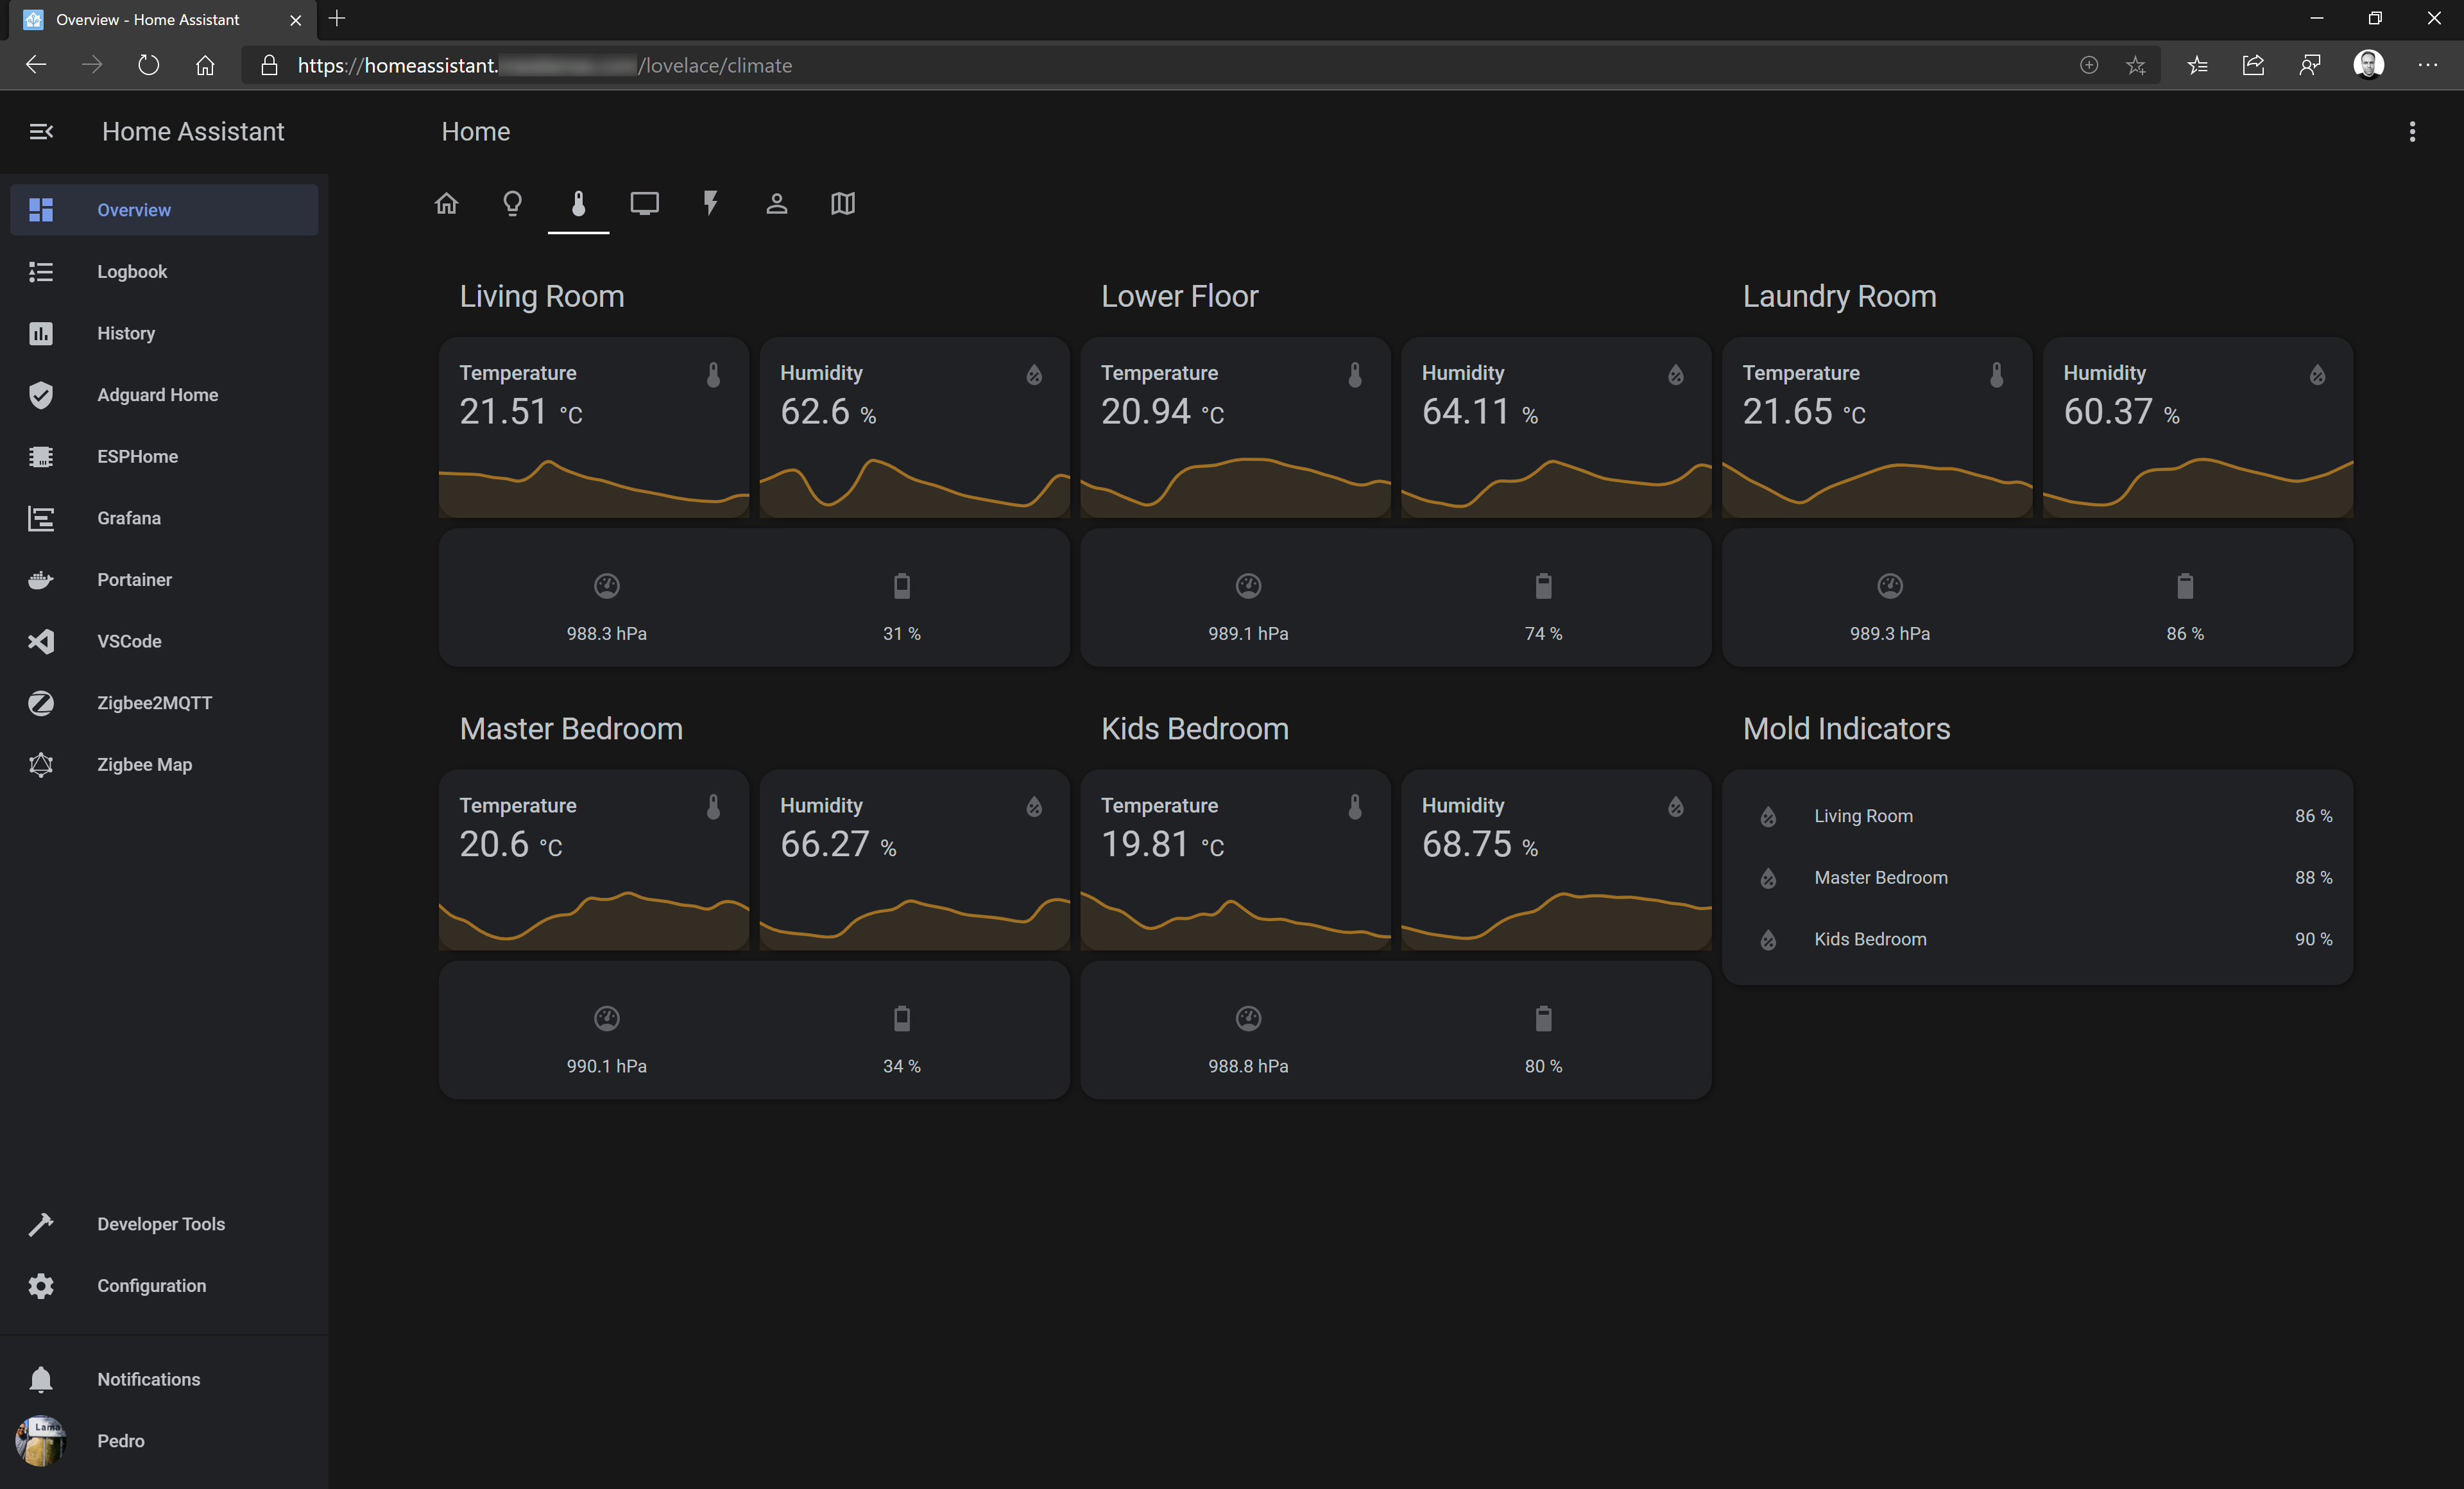 Overview - Home Assistant
https://homeassistant. /lovelace/climate
Home Assistant
Home
Overview
Logbook
History
Adguard Home
ESPHome
Grafana
Portainer
VSCode
Zigbee2MQTT
Zigbee Map
Developer Tools
Configuration
Notifications
Pedro
Living Room
Temperature
21.51 °C
Humidity
62.6 %
988.3 hPa
31 %
Lower Floor
Temperature
20.94 °C
Humidity
64.11 %
989.1 hPa
74 %
Laundry Room
Temperature
21.65 °C
Humidity
60.37 %
989.3 hPa
86 %
Master Bedroom
Temperature
20.6 °C
Humidity
66.27 %
990.1 hPa
34 %
Kids Bedroom
Temperature
19.81 °C
Humidity
68.75 %
988.8 hPa
80 %
Mold Indicators
Living Room 86 %
Master Bedroom 88 %
Kids Bedroom 90 %